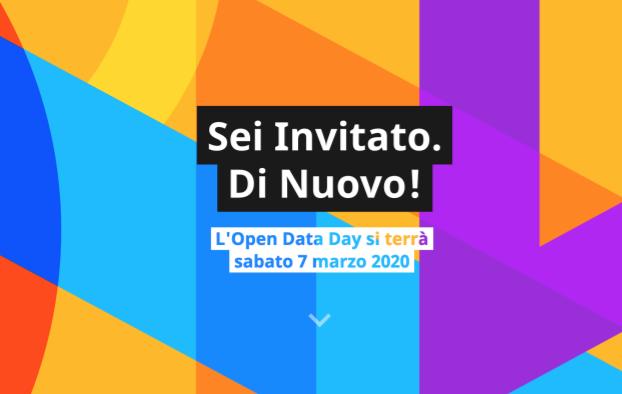 Sei Invitato.
Di Nuovo!
L'Open Data Day si terrà
sabato 7 marzo 2020